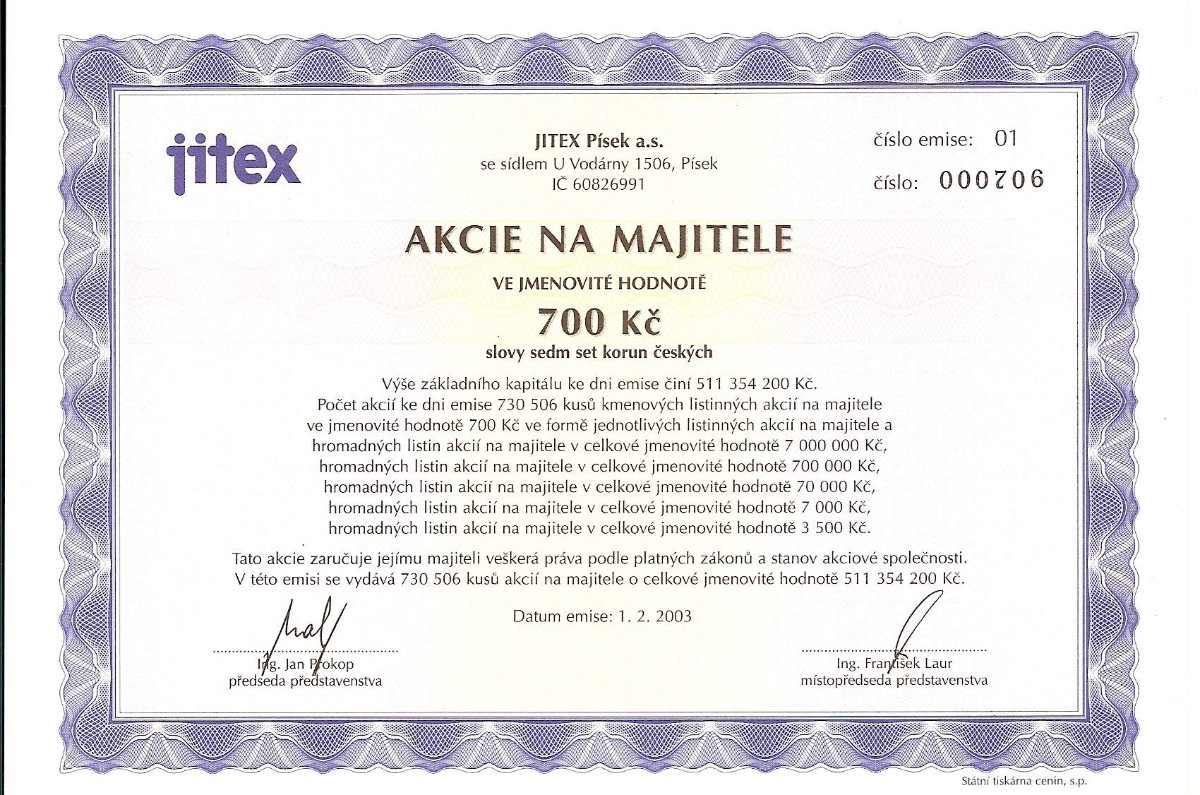 jitex
JITEX Písek a.s.
se sídlem U Vodárny 1506, Písek
IČ 60826991
číslo emise: 01
číslo: 000706
AKCIE NA MAJITELE
VE JMENOVITÉ HODNOTĚ
700 Kč
slovy sedm set korun českých
Výše základního kapitálu ke dni emise činí 511 354 200 Kč.
Počet akcií ke dni emise 730 506 kusů kmenových listinných akcií na majitele
ve jmenovité hodnotě 700 Kč ve formě jednotlivých listinných akcií na majitele a
hromadných listin akcií na majitele v celkové jmenovité hodnotě 7 000 000 Kč,
hromadných listin akcií na majitele v celkové jmenovité hodnotě 700 000 Kč,
hromadných listin akcií na majitele v celkové jmenovité hodnotě 70 000 Kč,
hromadných listin akcií na majitele v celkové jmenovité hodnotě 7 000 Kč,
hromadných listin akcií na majitele v celkové jmenovité hodnotě 3 500 Kč.
Tato akcie zaručuje jejímu majiteli veškerá práva podle platných zákonů a stanov akciové společnosti.
V této emisi se vydává 730 506 kusů akcií na majitele o celkové jmenovité hodnotě 511 354 200 Kč.
Datum emise: 1. 2. 2003
Ing. Jan Prokop
předseda představenstva
Ing. František Laur
místopředseda představenstva
Státní tiskárna cenin, s.p.